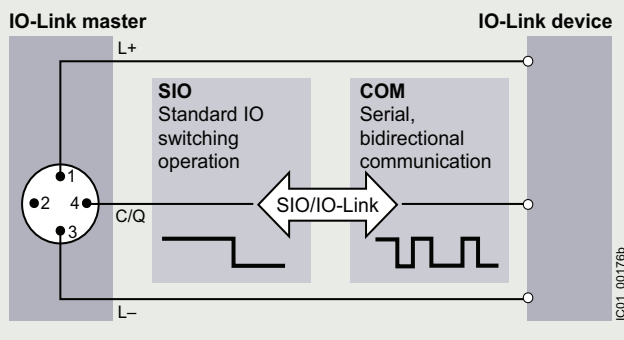 IO-Link master
IO-Link device
L+
SIO
Standard IO
switching
operation
COM
Serial,
bidirectional
communication
1
2
4
3
C/Q
SIO/IO-Link
L–
IC01_00176b